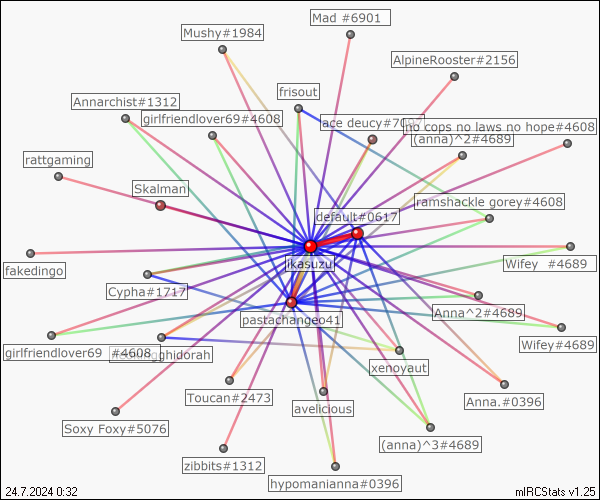 Mad #6901
Mushy#1984
AlpineRooster#2156
frisout
Annarchist#1312
girlfriendlover69#4608
ace deucy#7
no cops no laws no hope#4608
(anna)^2#4689
rattgaming
Skalman
ramshackle gorey#4608
default#0617
ikasuzu
fakedingo
Wifey #4689
Cypha#1717
Anna^2#4689
pastachangeo41
Wifey#4689
girlfriendlover69 #4608
ghidorah
xenoyaut
Toucan#2473
Anna.#0396
avelicious
Soxy Foxy#5076
(anna)^3#4689
zibbits#1312
hypomanianna#0396
24.7.2024 0:32
mIRCStats v1.25